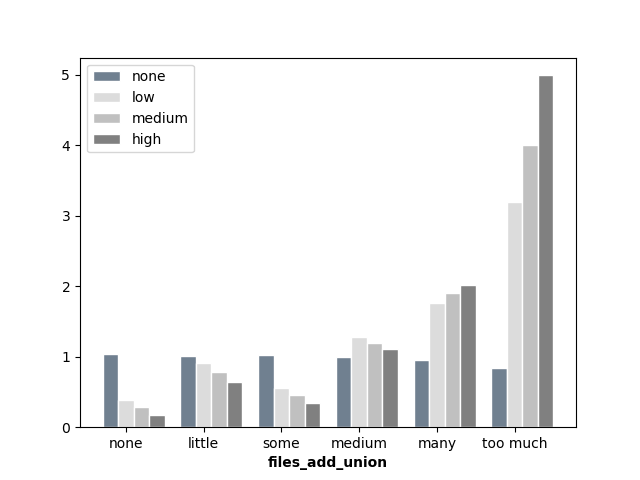 none
low
medium
high
5
4
3
2
1
0
none little some medium many too much
files_add_union